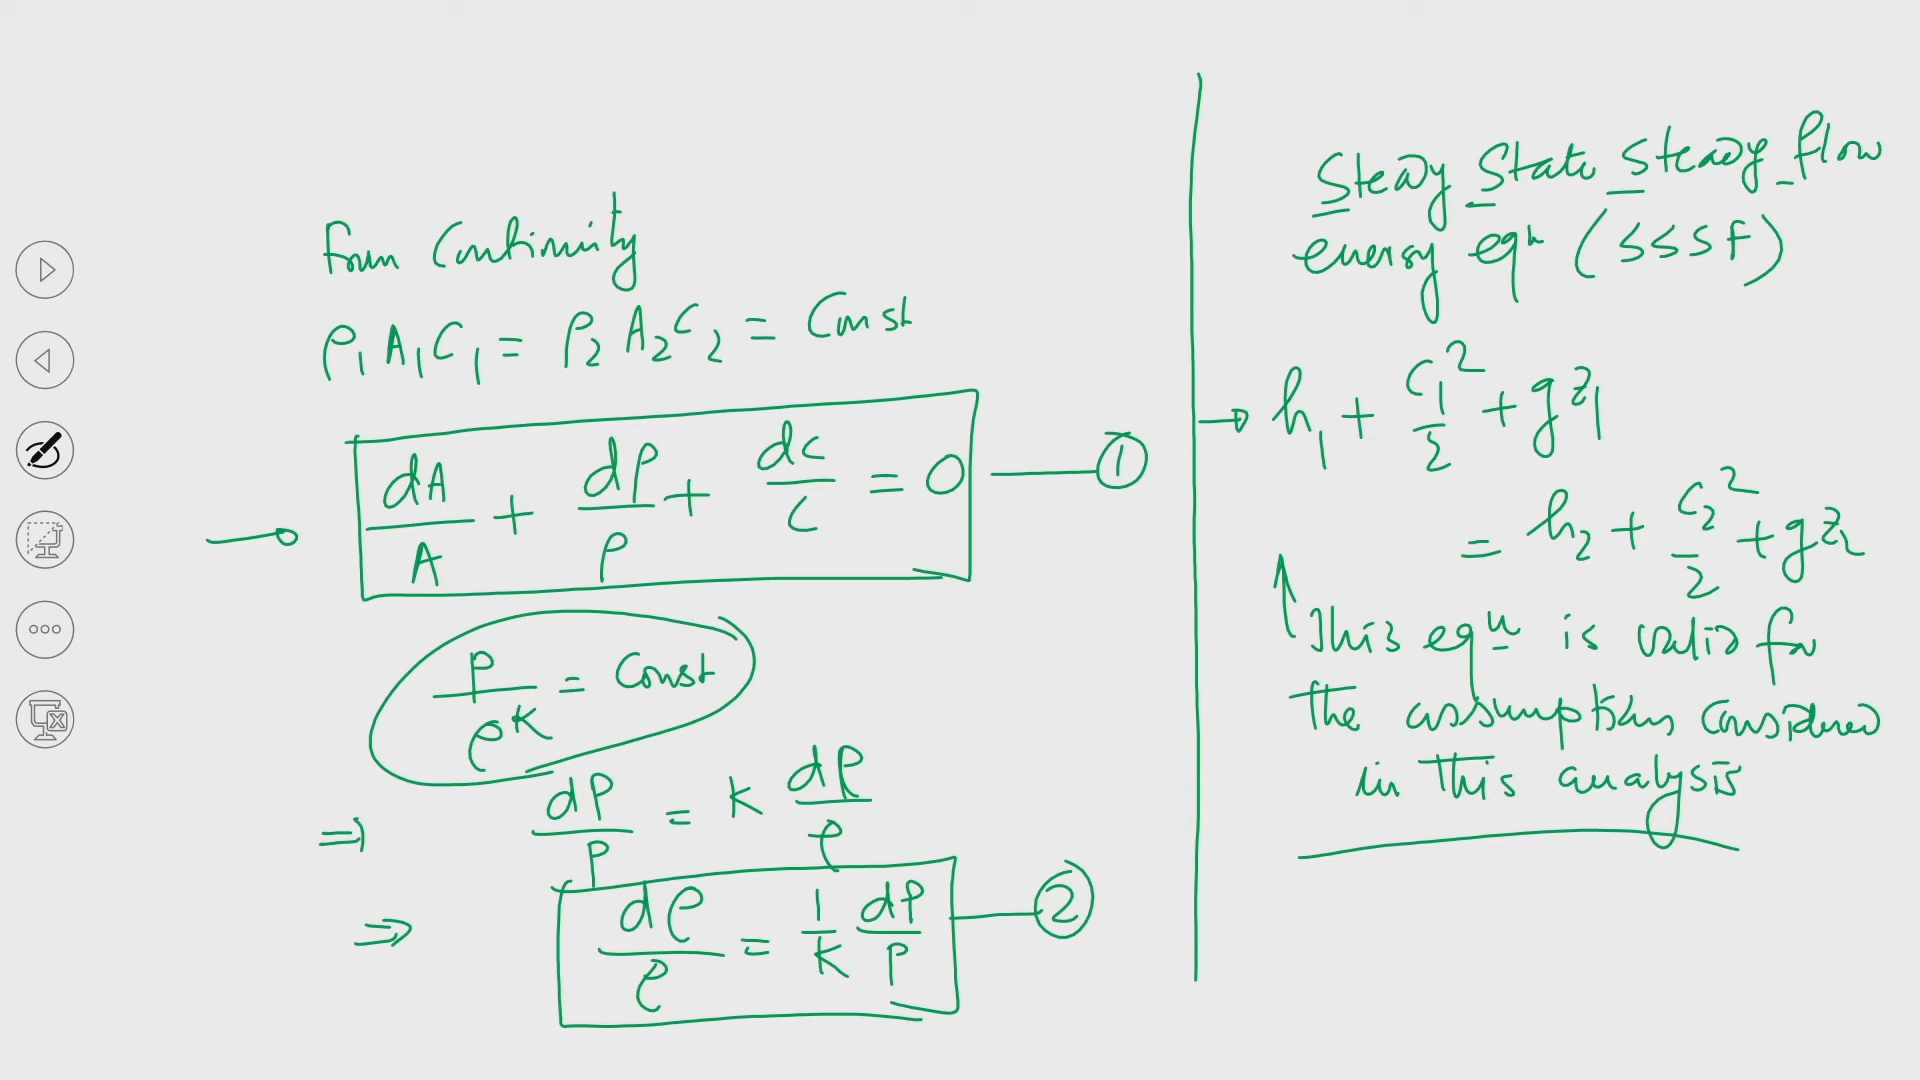 From Continuity
ρ₁A₁C₁ = ρ₂A₂C₂ = Const
dA/A + dρ/ρ + dc/c = 0 — ①
P/ρᴷ = Const
⇒ dP/P = K dρ/ρ
⇒ dρ/ρ = 1/K dP/P — ②
Steady State Steady flow
energy eqⁿ (SSSF)
→ h₁ + C₁²/2 + gz₁
= h₂ + C₂²/2 + gz₂
This eqⁿ is valid for
the assumptions considered
in this analysis